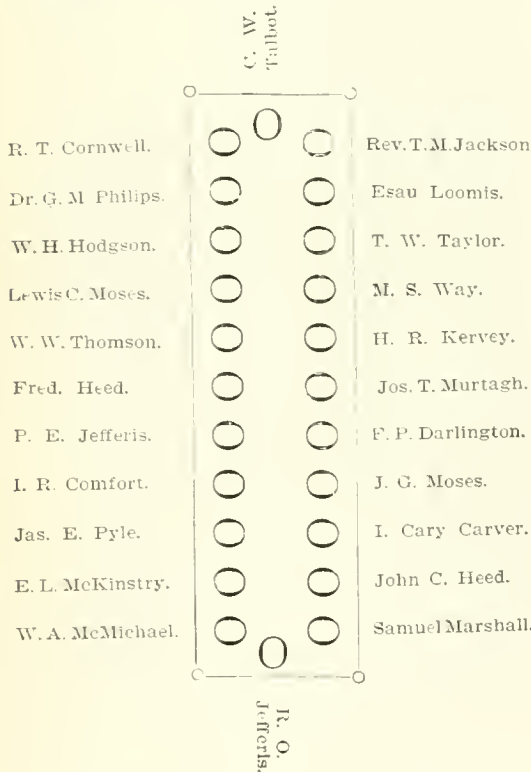 C. W.
Talbot.
R. T. Cornwell.
Rev. T. M. Jackson
Dr. G. M Philips.
Esau Loomis.
W. H. Hodgson.
T. W. Taylor.
Lewis C. Moses.
M. S. Way.
W. W. Thomson.
H. R. Kervey.
Fred. Heed.
Jos. T. Murtagh.
P. E. Jefferis.
F. P. Darlington.
I. R. Comfort.
J. G. Moses.
Jas. E. Pyle.
I. Cary Carver.
E. L. McKinstry.
John C. Heed.
W. A. McMichael.
Samuel Marshall.
R. O.
Jefferis.